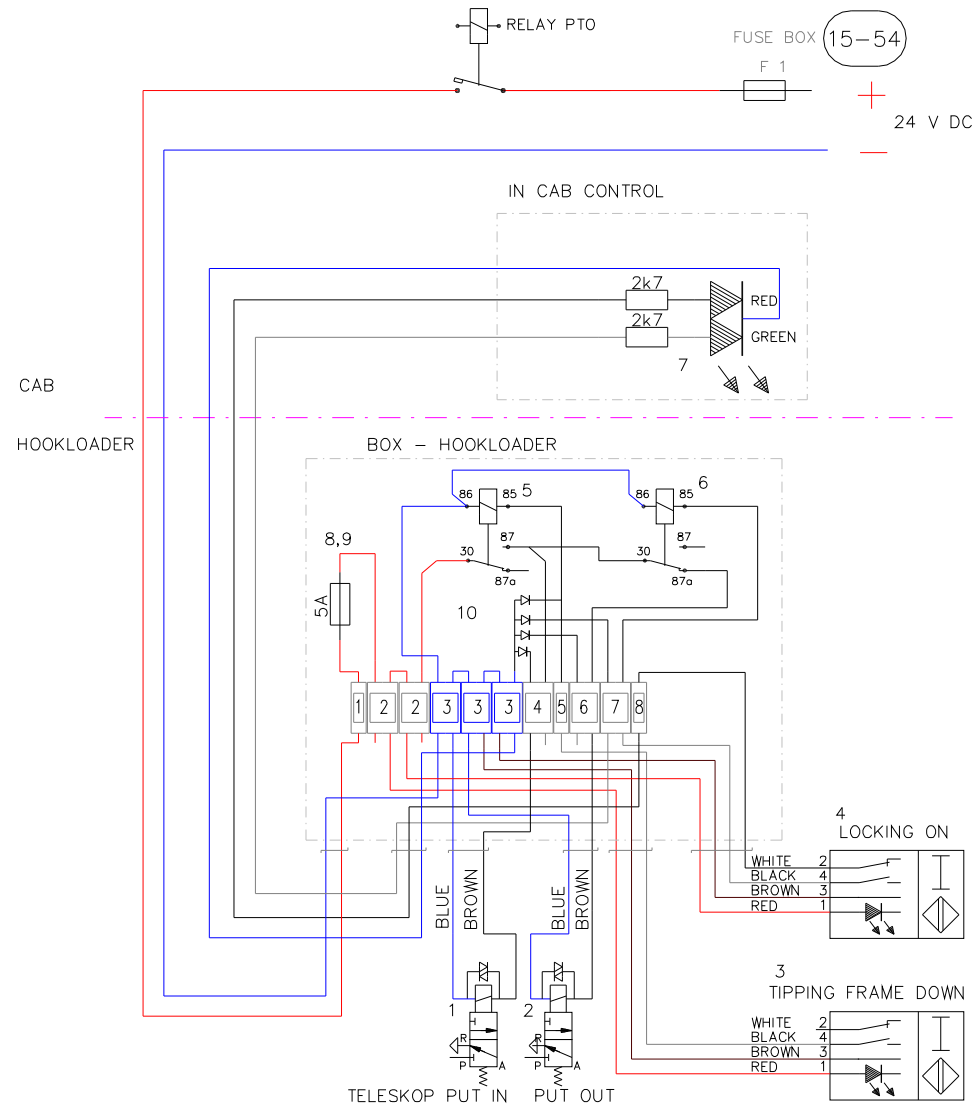 RELAY PTO
FUSE BOX 15-54
F 1
24 V DC
IN CAB CONTROL
2k7
RED
2k7
GREEN
7
CAB
HOOKLOADER
BOX - HOOKLOADER
86 85 5
86 85 6
8,9
87
87
30
30
87a
87a
5A
10
1 2 2 3 3 3 4 5 6 7 8
4
LOCKING ON
WHITE 2
BLACK 4
BROWN 3
RED 1
BLUE
BROWN
BLUE
BROWN
3
TIPPING FRAME DOWN
1
2
WHITE 2
BLACK 4
BROWN 3
RED 1
R
P
A
R
P
A
TELESKOP PUT IN
PUT OUT